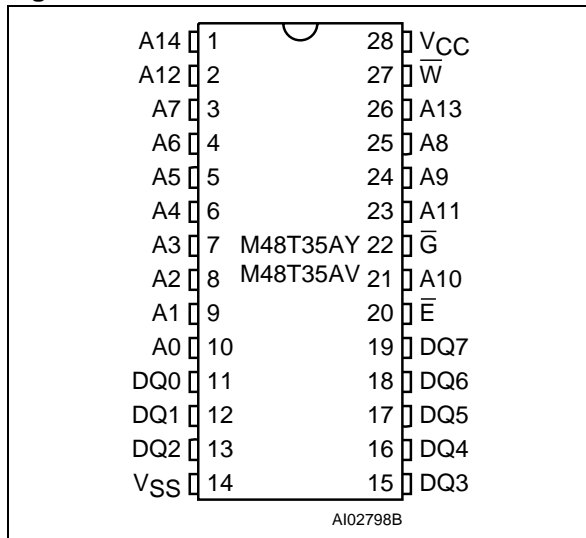 A14 1 28 VCC
A12 2 27 W̅
A7 3 26 A13
A6 4 25 A8
A5 5 24 A9
A4 6 23 A11
A3 7 M48T35AY 22 G̅
A2 8 M48T35AV 21 A10
A1 9 20 E̅
A0 10 19 DQ7
DQ0 11 18 DQ6
DQ1 12 17 DQ5
DQ2 13 16 DQ4
VSS 14 15 DQ3
AI02798B